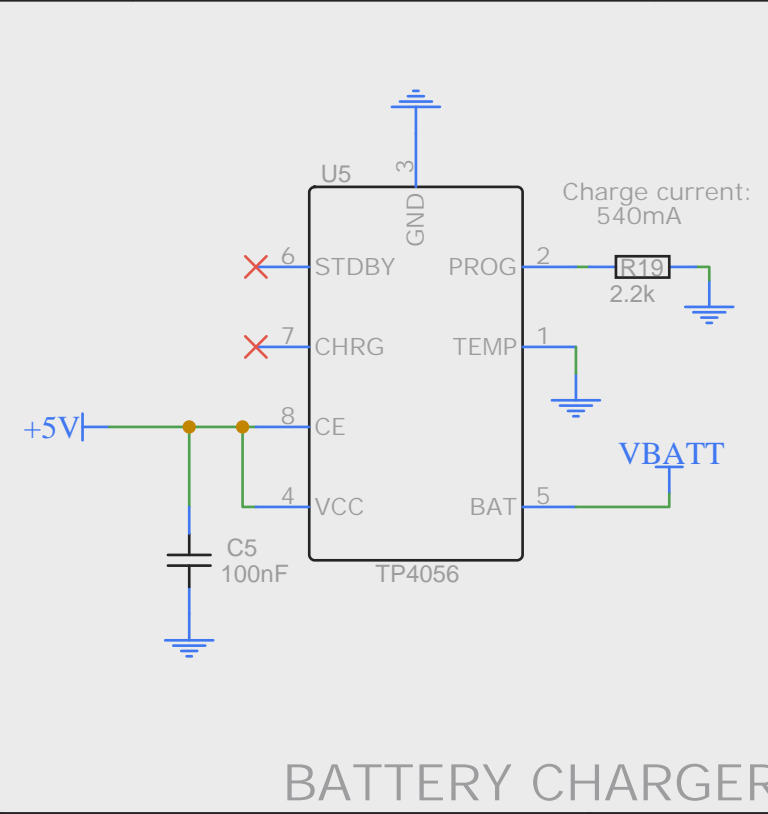 3
U5
GND
Charge current:
540mA
6
STDBY
PROG
2
R19
2.2k
7
CHRG
TEMP
1
+5V
8
CE
VBATT
4
VCC
BAT
5
C5
100nF
TP4056
BATTERY CHARGER